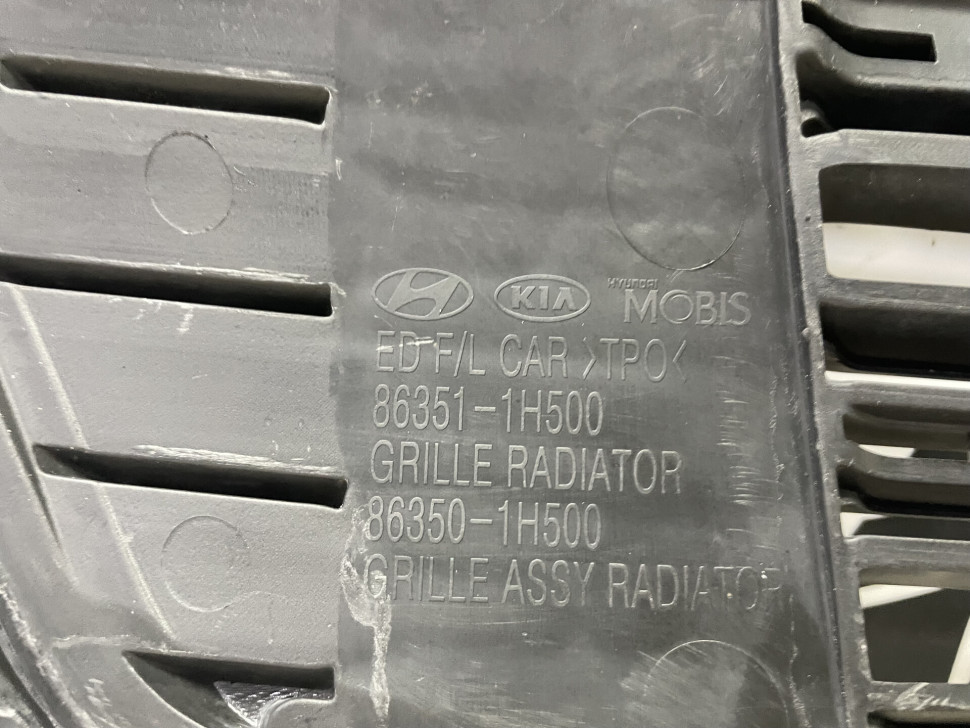 KIA HYUNDAI MOBIS
ED F/L CAR >TPO<
86351-1H500
GRILLE RADIATOR
86350-1H500
GRILLE ASSY RADIATOR